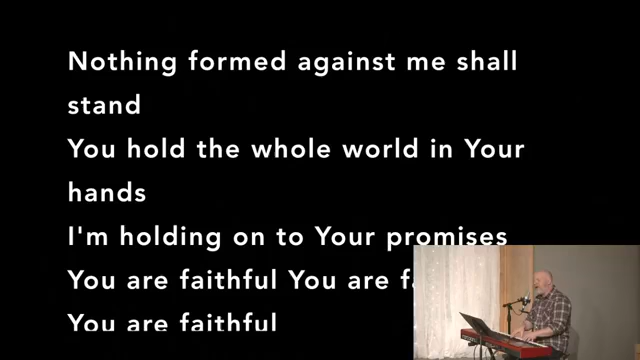 Nothing formed against me shall
stand
You hold the whole world in Your
hands
I'm holding on to Your promises
You are faithful You are
You are faithful